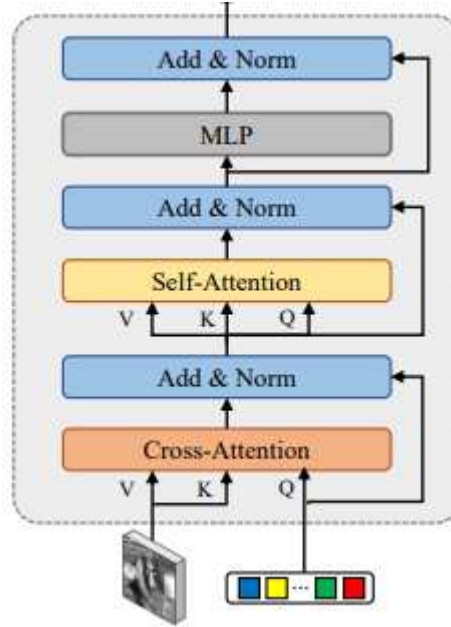 Add & Norm
MLP
Add & Norm
Self-Attention
V K Q
Add & Norm
Cross-Attention
V K Q
...